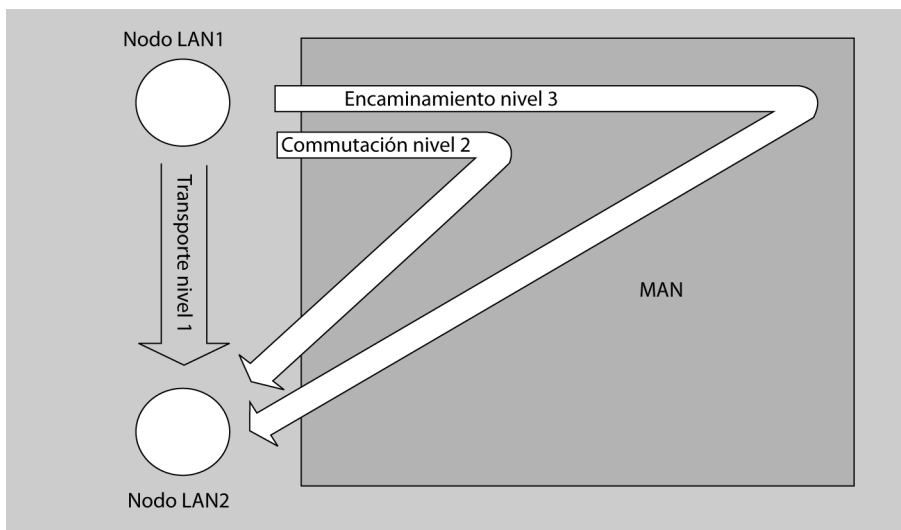 Nodo LAN1
Encaminamiento nivel 3
Commutación nivel 2
Transporte nivel 1
MAN
Nodo LAN2